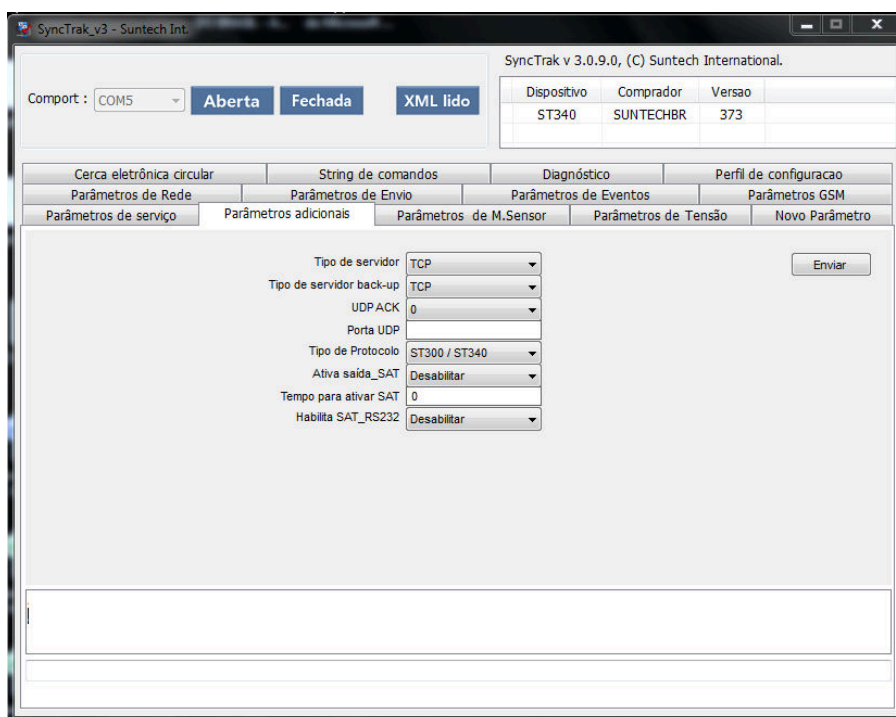 SyncTrak_v3 - Suntech Int.
SyncTrak v 3.0.9.0, (C) Suntech International.
Comport : COM5 Aberta Fechada XML lido
Dispositivo Comprador Versao
ST340 SUNTECHBR 373
Cerca eletrônica circular String de comandos Diagnóstico Perfil de configuracao
Parâmetros de Rede Parâmetros de Envio Parâmetros de Eventos Parâmetros GSM
Parâmetros de serviço Parâmetros adicionais Parâmetros de M.Sensor Parâmetros de Tensão Novo Parâmetro
Tipo de servidor TCP Enviar
Tipo de servidor back-up TCP
UDP ACK 0
Porta UDP
Tipo de Protocolo ST300 / ST340
Ativa saída_SAT Desabilitar
Tempo para ativar SAT 0
Habilita SAT_RS232 Desabilitar